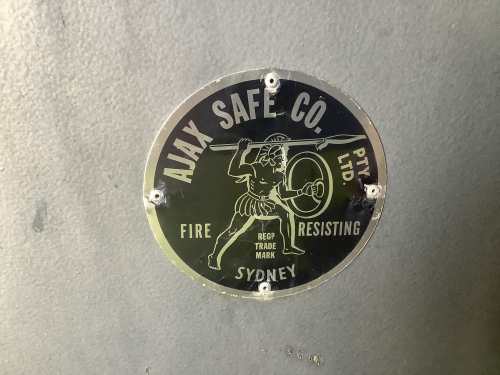 AJAX SAFE CO. PTY. LTD.
FIRE RESISTING
REGD
TRADE
MARK
SYDNEY